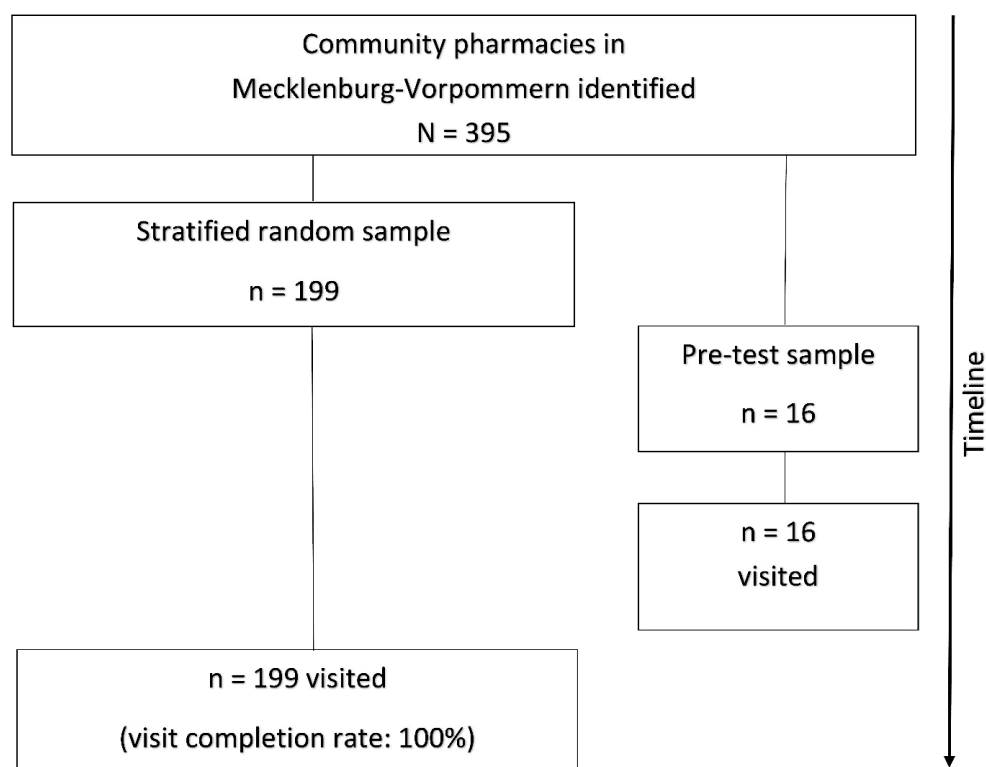 Community pharmacies in
Mecklenburg-Vorpommern identified
N = 395
Stratified random sample
n = 199
Pre-test sample
n = 16
n = 16
visited
n = 199 visited
(visit completion rate: 100%)
Timeline